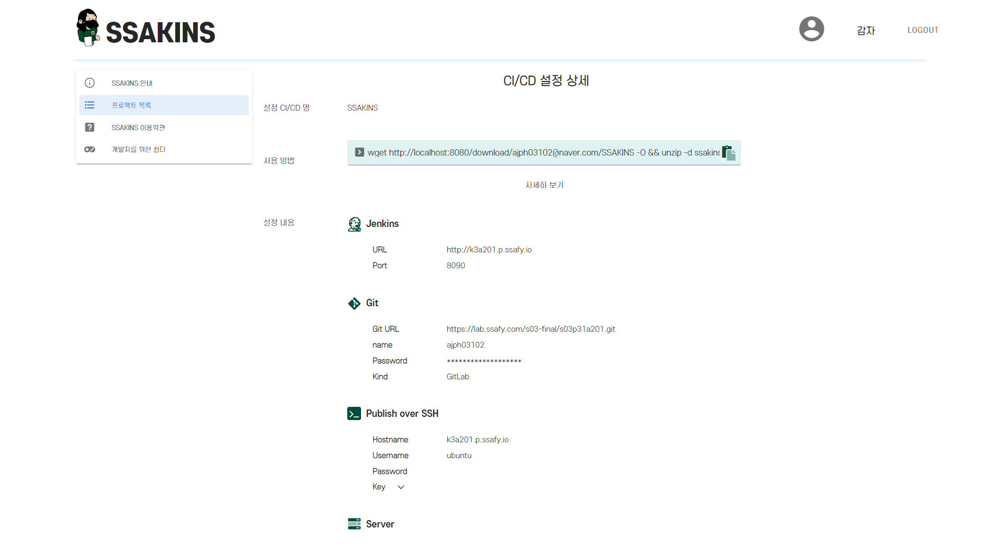 SSAKINS
감자
LOGOUT
SSAKINS 안내
프로젝트 목록
SSAKINS 이용약관
개발자를 위한 쉼터
CI/CD 설정 상세
설정 CI/CD 명
SSAKINS
사용 방법
wget http://localhost:8080/download/ajph03102@naver.com/SSAKINS -O && unzip -d ssakins
자세히 보기
설정 내용
Jenkins
URL http://k3a201.p.ssafy.io
Port 8090
Git
Git URL https://lab.ssafy.com/s03-final/s03p31a201.git
name ajph03102
Password *******************
Kind GitLab
Publish over SSH
Hostname k3a201.p.ssafy.io
Username ubuntu
Password
Key
Server